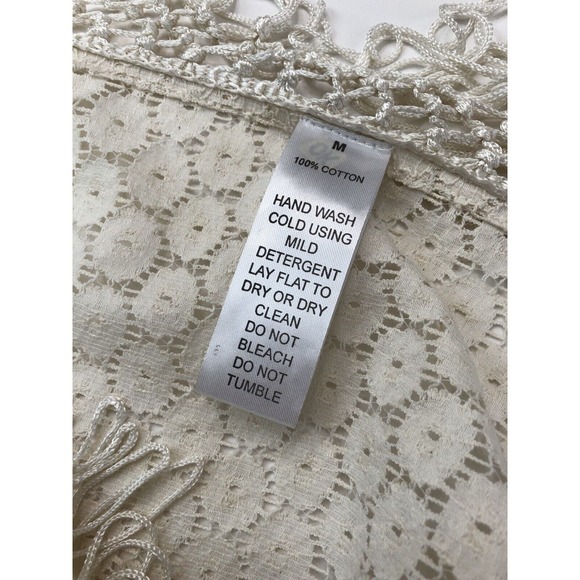 M
100% COTTON
HAND WASH
COLD USING
MILD
DETERGENT
LAY FLAT TO
DRY OR DRY
CLEAN
DO NOT
BLEACH
DO NOT
TUMBLE